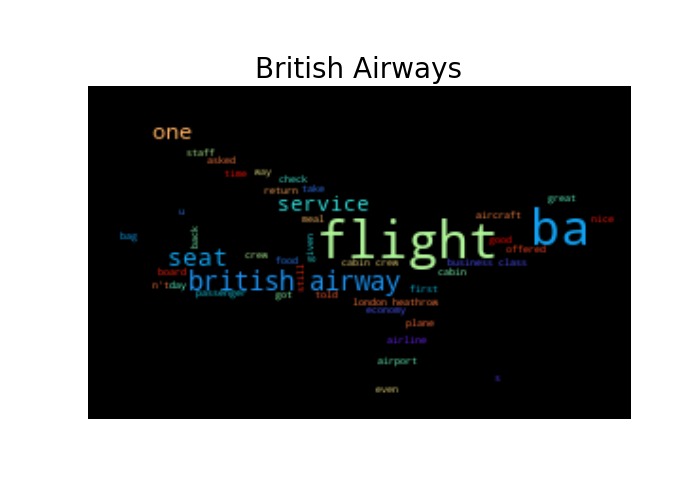 British Airways
one
staff
asked
time
way
check
return
take
service
great
u
meal
aircraft
nice
bag
back
given
flight
ba
good
offered
seat
crew
food
cabin crew
business class
board
still
cabin
british airway
n't
day
passenger
got
told
first
london heathrow
economy
plane
airline
airport
s
even